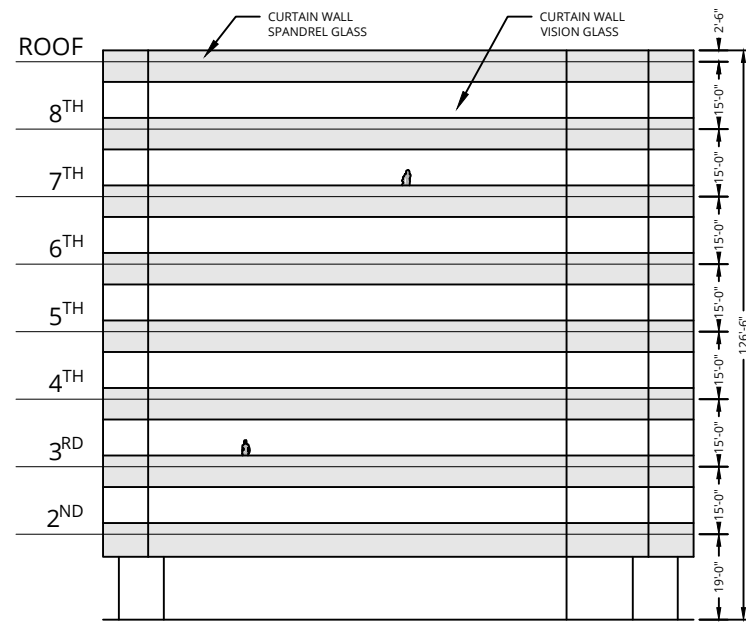 CURTAIN WALL
SPANDREL GLASS
CURTAIN WALL
VISION GLASS
2'-6"
ROOF
15'-0"
8TH
15'-0"
7TH
15'-0"
6TH
15'-0"
5TH
15'-0"
126'-6"
4TH
15'-0"
3RD
15'-0"
2ND
19'-0"